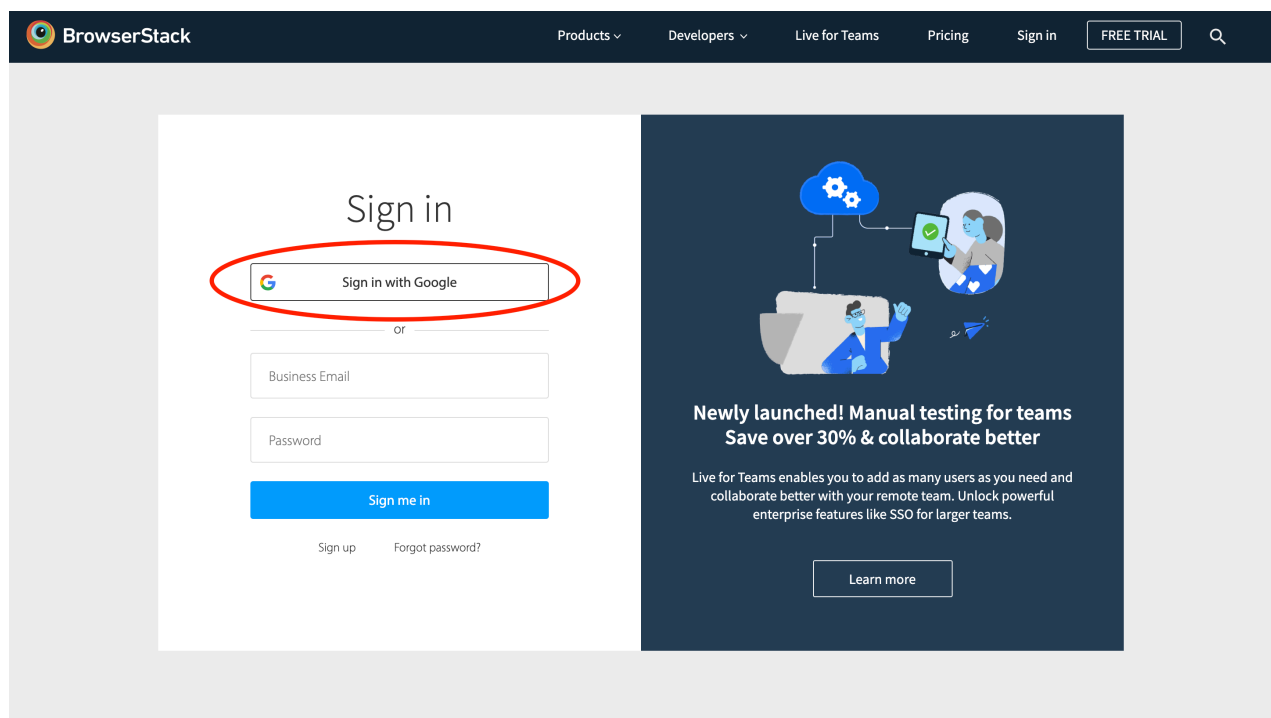 BrowserStack
Products
Developers
Live for Teams
Pricing
Sign in
FREE TRIAL
Sign in
Sign in with Google
or
Business Email
Password
Sign me in
Sign up
Forgot password?
Newly launched! Manual testing for teams
Save over 30% & collaborate better
Live for Teams enables you to add as many users as you need and
collaborate better with your remote team. Unlock powerful
enterprise features like SSO for larger teams.
Learn more